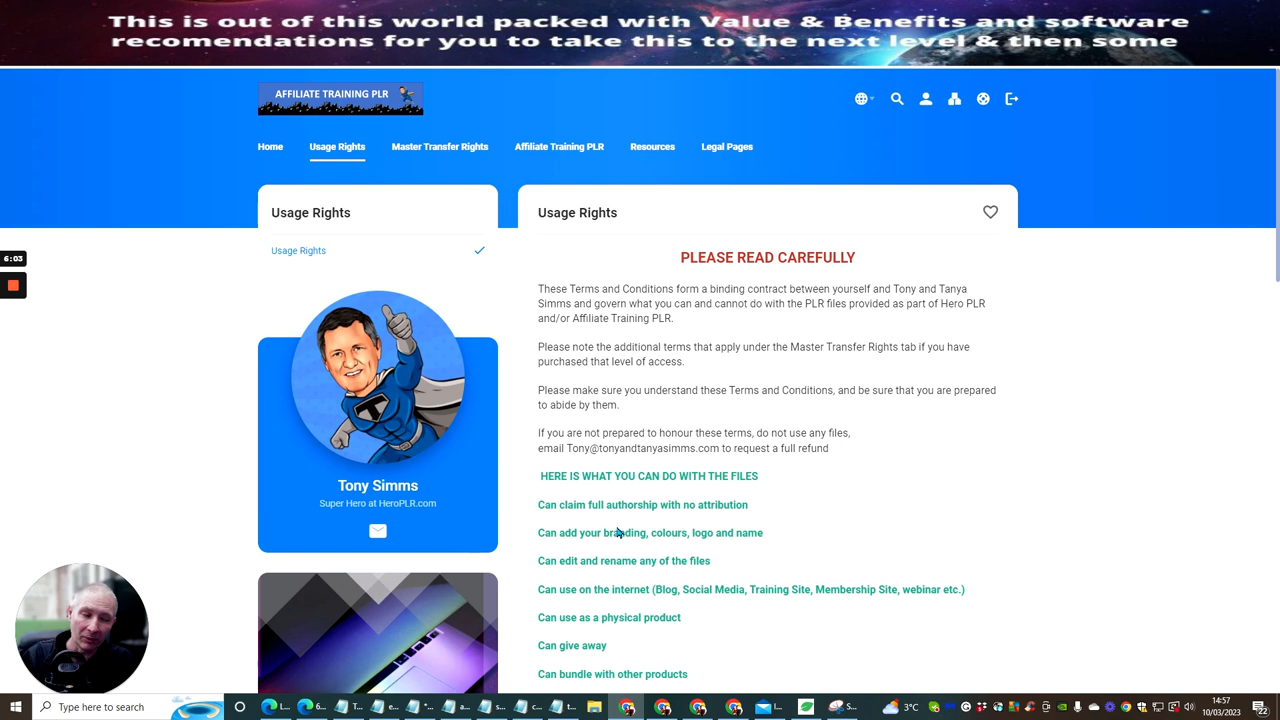 This is out of this world packed with Value & Benefits and software
recomendations for you to take this to the next level & then some
AFFILIATE TRAINING PLR
Home
Usage Rights
Master Transfer Rights
Affiliate Training PLR
Resources
Legal Pages
Usage Rights
Usage Rights
Tony Simms
Super Hero at HeroPLR.com
Usage Rights
PLEASE READ CAREFULLY
These Terms and Conditions form a binding contract between yourself and Tony and Tanya
Simms and govern what you can and cannot do with the PLR files provided as part of Hero PLR
and/or Affiliate Training PLR.
Please note the additional terms that apply under the Master Transfer Rights tab if you have
purchased that level of access.
Please make sure you understand these Terms and Conditions, and be sure that you are prepared
to abide by them.
If you are not prepared to honour these terms, do not use any files,
email Tony@tonyandtanyasimms.com to request a full refund
HERE IS WHAT YOU CAN DO WITH THE FILES
Can claim full authorship with no attribution
Can add your branding, colours, logo and name
Can edit and rename any of the files
Can use on the internet (Blog, Social Media, Training Site, Membership Site, webinar etc.)
Can use as a physical product
Can give away
Can bundle with other products
6:03
Type here to search
L...
6...
T...
e...
*...
a...
s...
t...
I...
3°C
14:57
10/03/2023
22